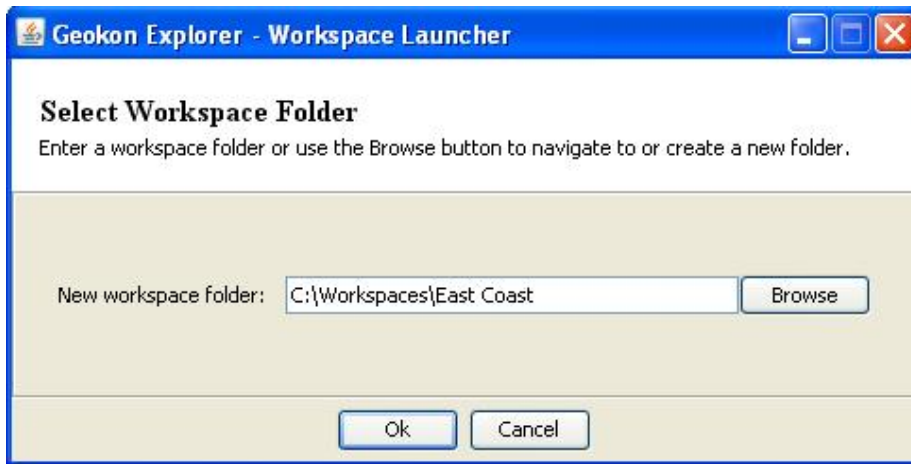 Geokon Explorer - Workspace Launcher
Select Workspace Folder
Enter a workspace folder or use the Browse button to navigate to or create a new folder.
New workspace folder: C:\Workspaces\East Coast Browse
Ok Cancel